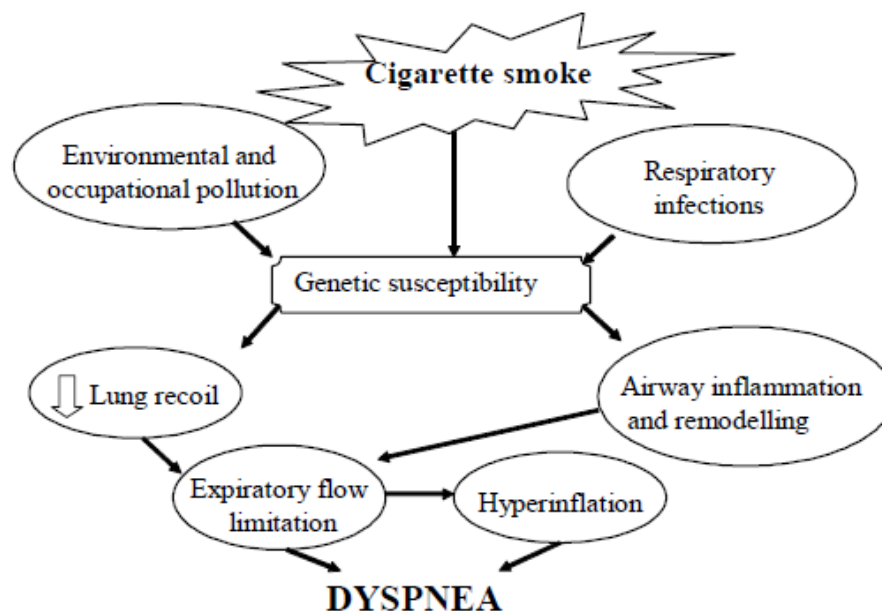 Cigarette smoke
Environmental and
occupational pollution
Respiratory
infections
Genetic susceptibility
Lung recoil
Airway inflammation
and remodelling
Expiratory flow
limitation
Hyperinflation
DYSPNEA